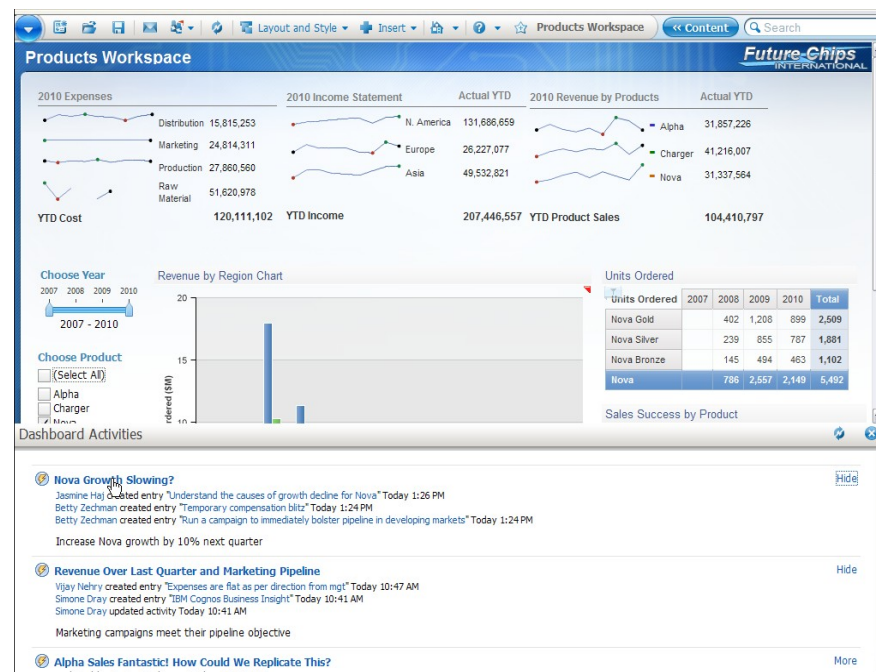 Layout and Style Insert Products Workspace Content Search
Products Workspace Future Chips
INTERNATIONAL
2010 Expenses
Distribution 15,815,253
Marketing 24,814,311
Production 27,860,560
Raw Material 51,620,978
YTD Cost 120,111,102
2010 Income Statement Actual YTD
N. America 131,686,659
Europe 26,227,077
Asia 49,532,821
YTD Income 207,446,557
2010 Revenue by Products Actual YTD
Alpha 31,857,226
Charger 41,216,007
Nova 31,337,564
YTD Product Sales 104,410,797
Choose Year
2007 2008 2009 2010
2007 - 2010
Choose Product
(Select All)
Alpha
Charger
Nova
Revenue by Region Chart
20
15
10
($M)
Units Ordered
Units Ordered 2007 2008 2009 2010 Total
Nova Gold 402 1,208 899 2,509
Nova Silver 239 855 787 1,881
Nova Bronze 145 494 463 1,102
Nova 786 2,557 2,149 5,492
Sales Success by Product
Dashboard Activities
Nova Growth Slowing? Hide
Jasmine Haj created entry "Understand the causes of growth decline for Nova" Today 1:26 PM
Betty Zechman created entry "Temporary compensation blitz" Today 1:24 PM
Betty Zechman created entry "Run a campaign to immediately bolster pipeline in developing markets" Today 1:24 PM
Increase Nova growth by 10% next quarter
Revenue Over Last Quarter and Marketing Pipeline Hide
Vijay Nehry created entry "Expenses are flat as per direction from mgt" Today 10:47 AM
Simone Dray created entry "IBM Cognos Business Insight" Today 10:41 AM
Simone Dray updated activity Today 10:41 AM
Marketing campaigns meet their pipeline objective
Alpha Sales Fantastic! How Could We Replicate This? More